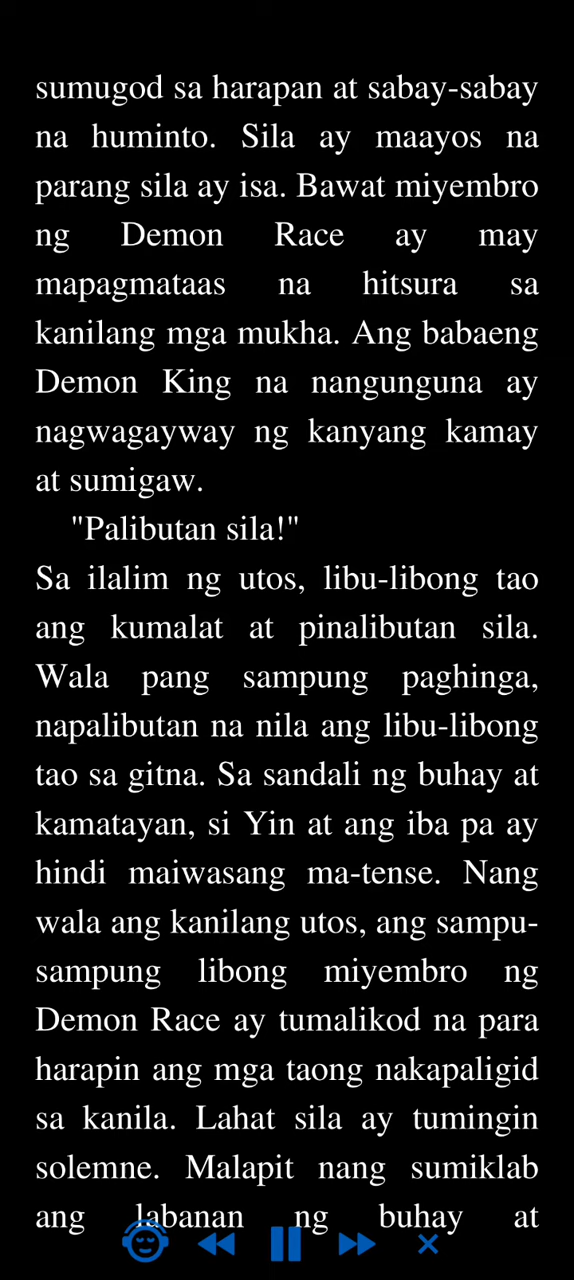 sumugod sa harapan at sabay-sabay
na huminto. Sila ay maayos na
parang sila ay isa. Bawat miyembro
ng Demon Race ay may
mapagmataas na hitsura sa
kanilang mga mukha. Ang babaeng
Demon King na nangunguna ay
nagwagayway ng kanyang kamay
at sumigaw.
"Palibutan sila!"
Sa ilalim ng utos, libu-libong tao
ang kumalat at pinalibutan sila.
Wala pang sampung paghinga,
napalibutan na nila ang libu-libong
tao sa gitna. Sa sandali ng buhay at
kamatayan, si Yin at ang iba pa ay
hindi maiwasang ma-tense. Nang
wala ang kanilang utos, ang sampu-
sampung libong miyembro ng
Demon Race ay tumalikod na para
harapin ang mga taong nakapaligid
sa kanila. Lahat sila ay tumingin
solemne. Malapit nang sumiklab
ang labanan ng buhay at